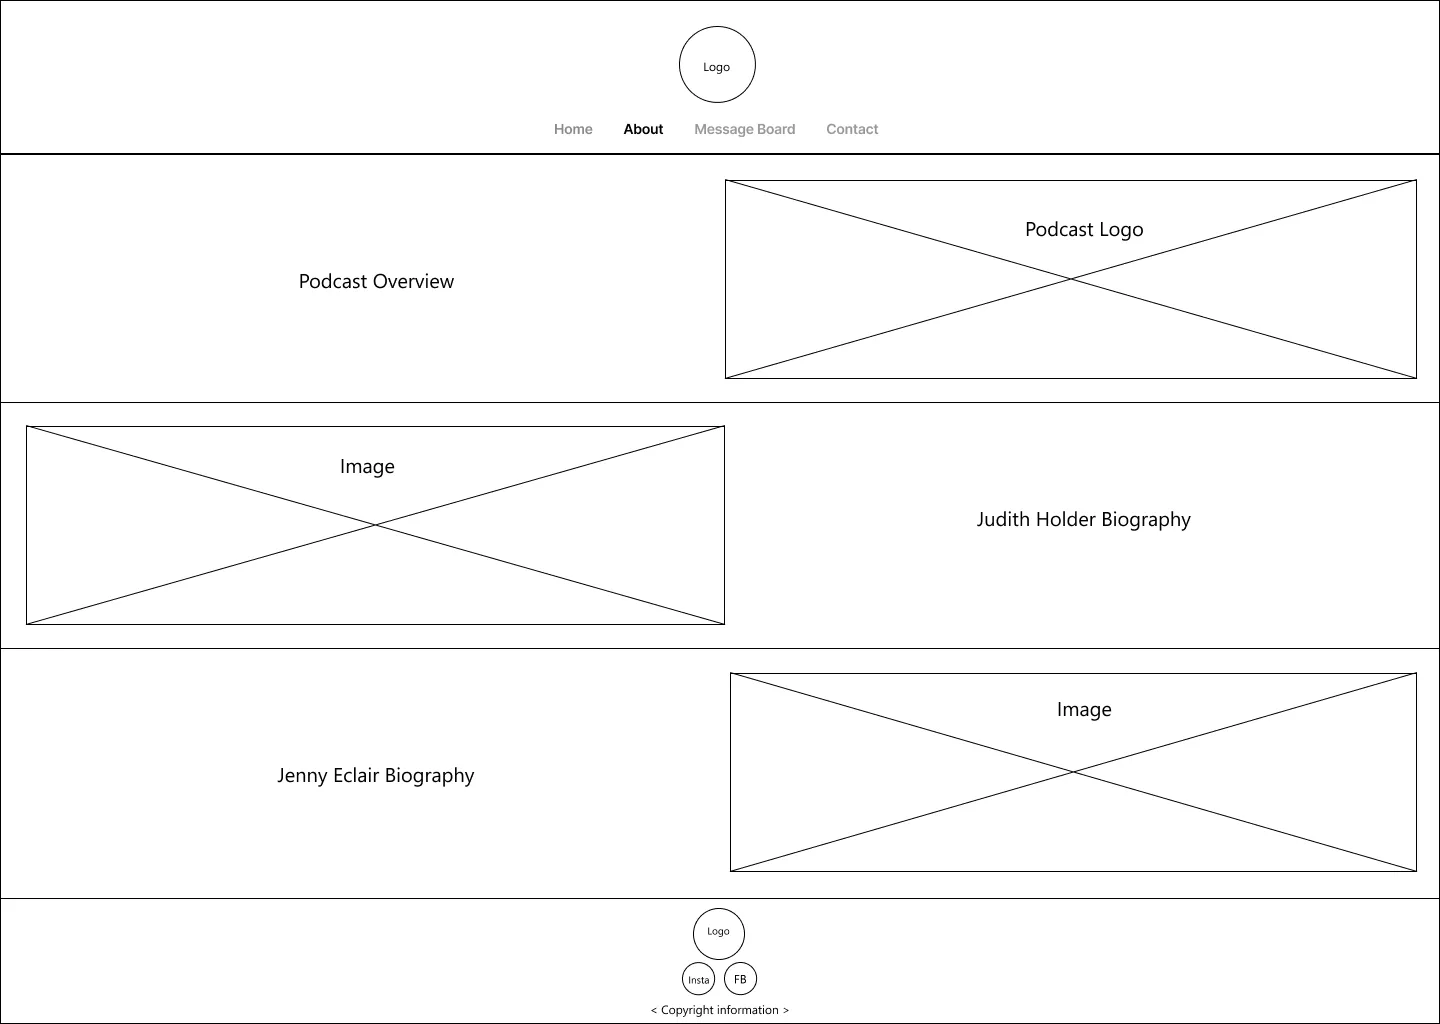 Logo
Home About Message Board Contact
Podcast Overview
Podcast Logo
Image
Judith Holder Biography
Jenny Eclair Biography
Image
Logo
Insta FB
< Copyright information >